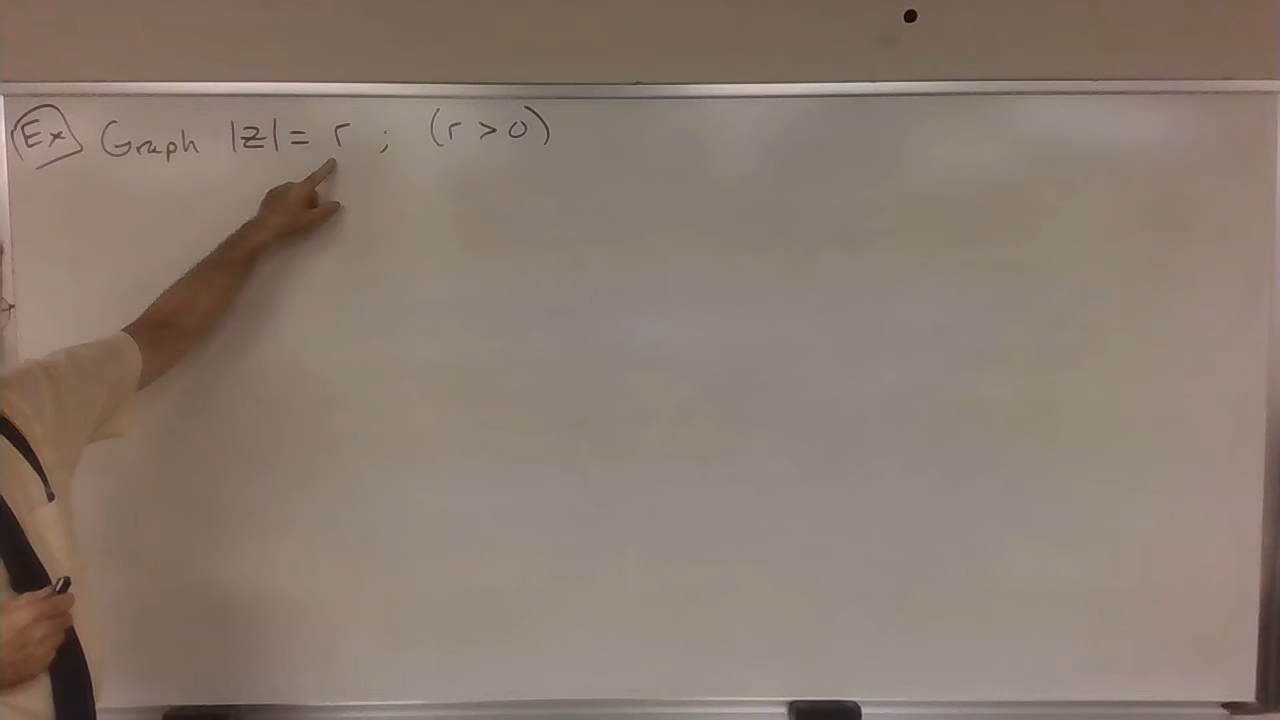 Ex Graph |z| = r ; (r > 0)